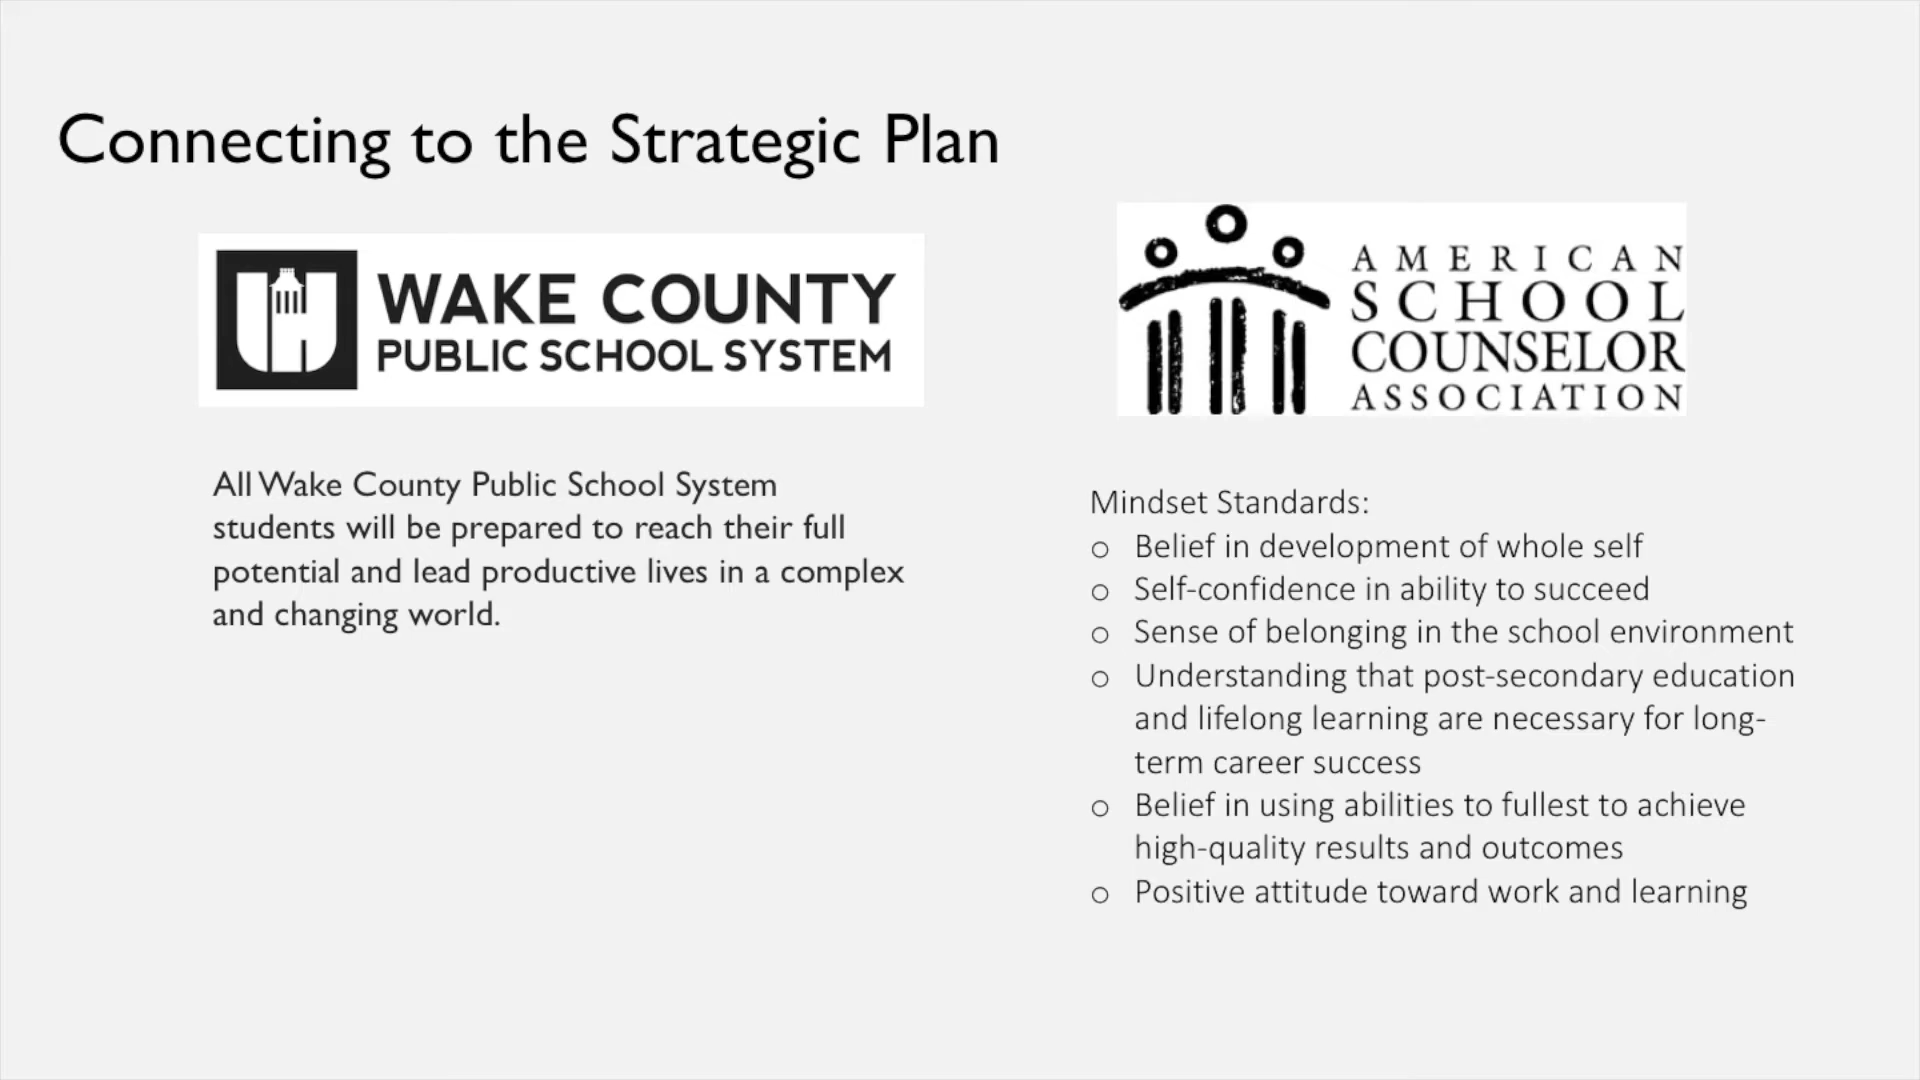 Connecting to the Strategic Plan
WAKE COUNTY
PUBLIC SCHOOL SYSTEM
All Wake County Public School System
students will be prepared to reach their full
potential and lead productive lives in a complex
and changing world.
AMERICAN
SCHOOL
COUNSELOR
ASSOCIATION
Mindset Standards:
o Belief in development of whole self
o Self-confidence in ability to succeed
o Sense of belonging in the school environment
o Understanding that post-secondary education
and lifelong learning are necessary for long-
term career success
o Belief in using abilities to fullest to achieve
high-quality results and outcomes
o Positive attitude toward work and learning